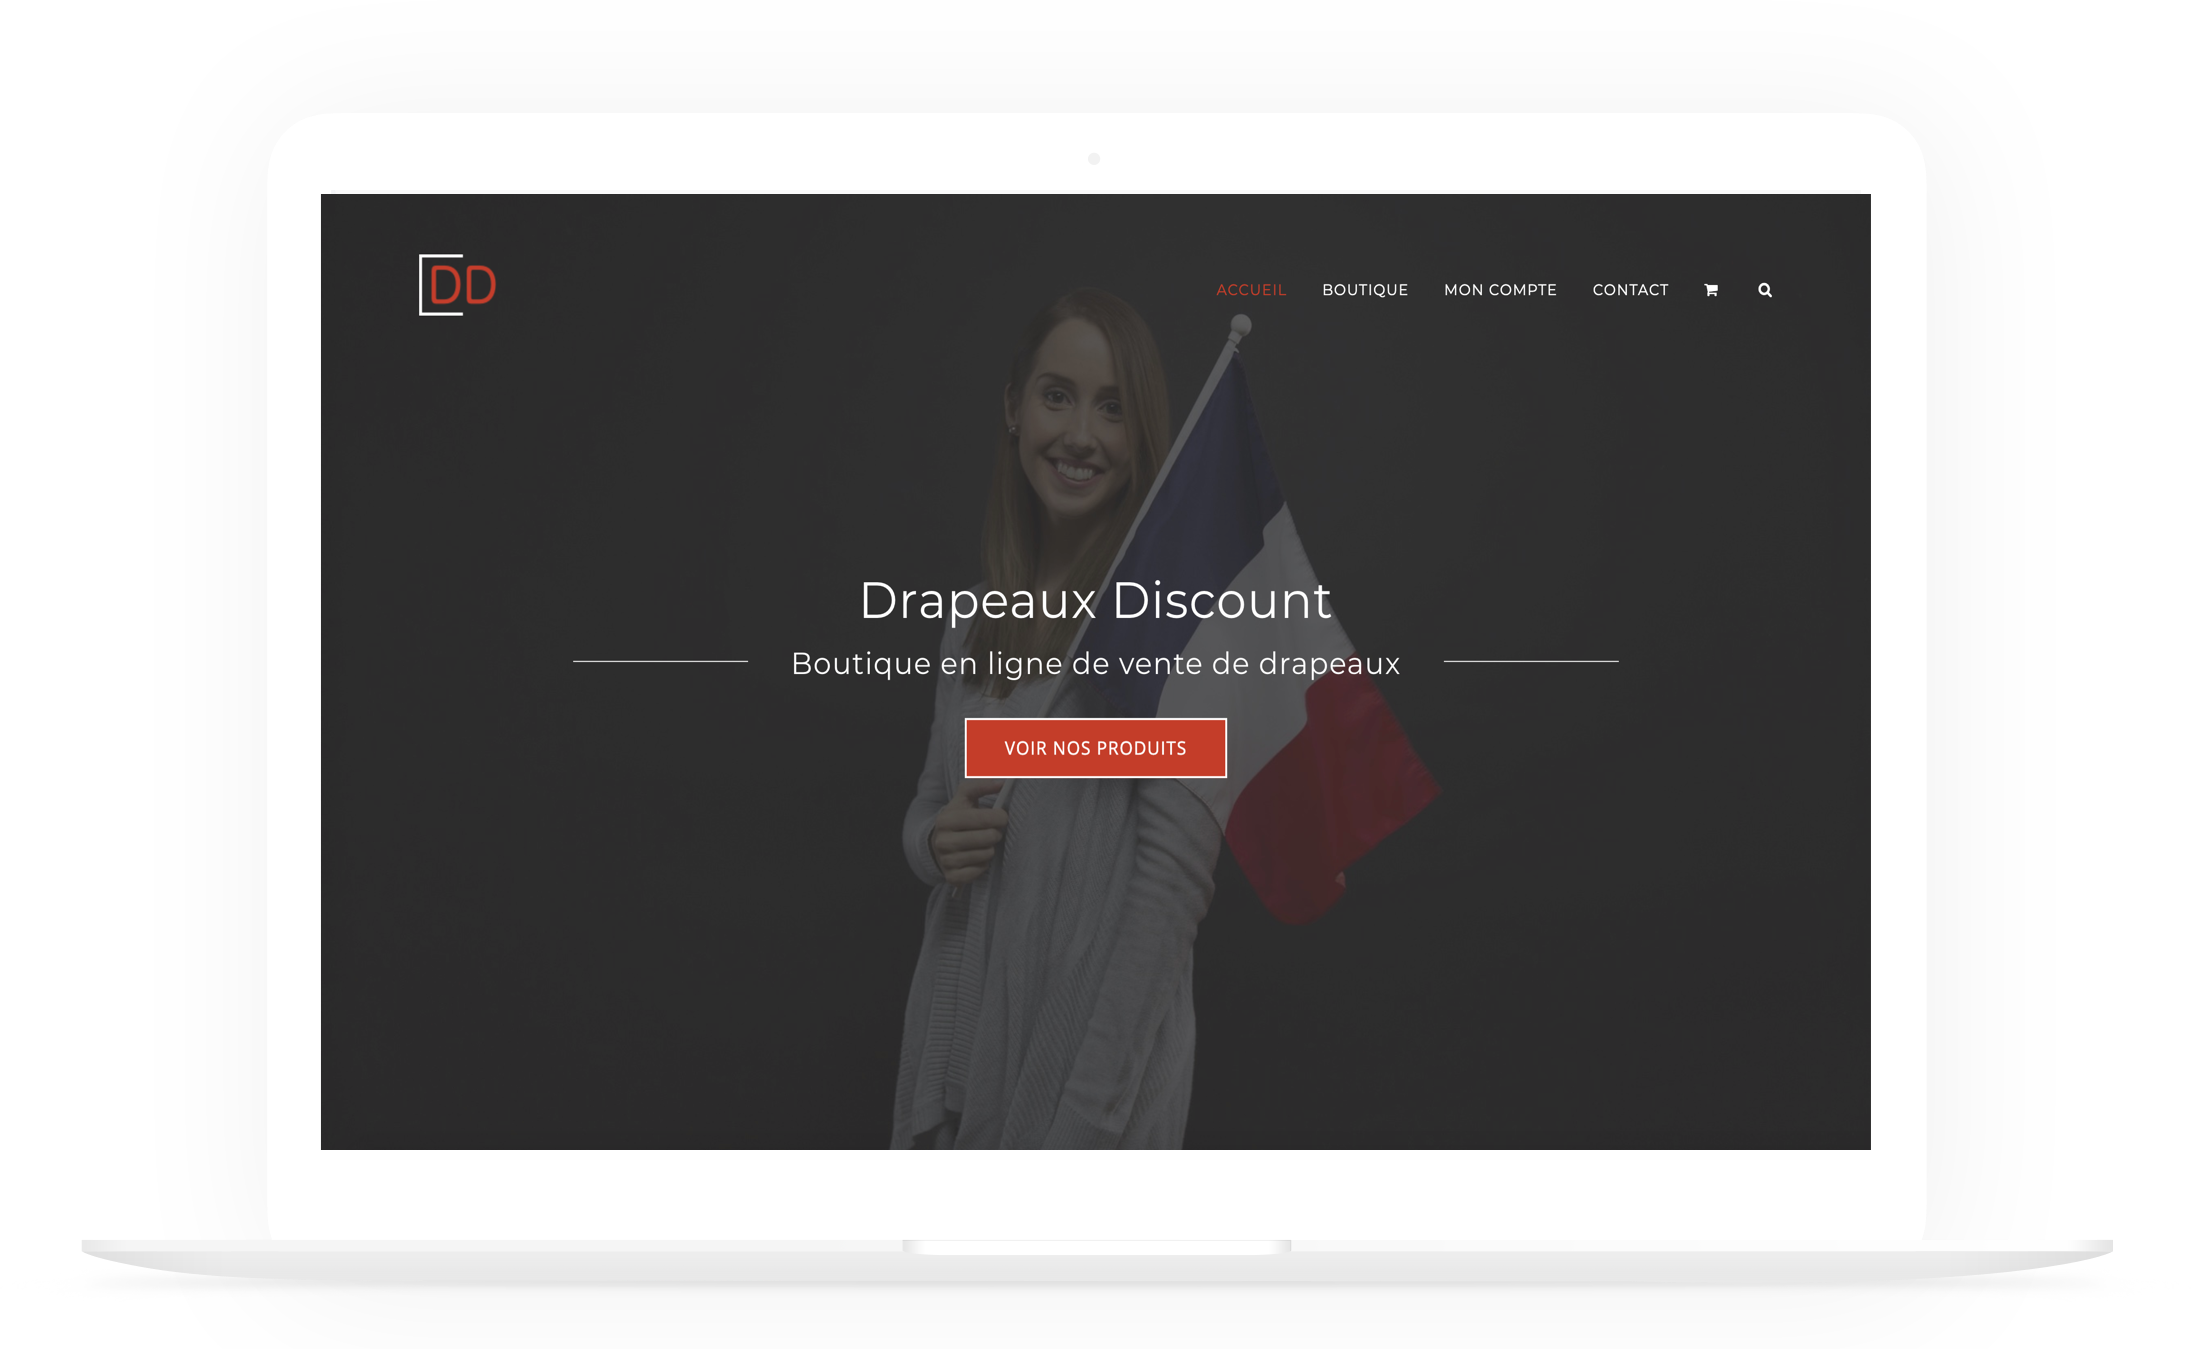 DD
ACCUEIL BOUTIQUE MON COMPTE CONTACT
Drapeaux Discount
Boutique en ligne de vente de drapeaux
VOIR NOS PRODUITS